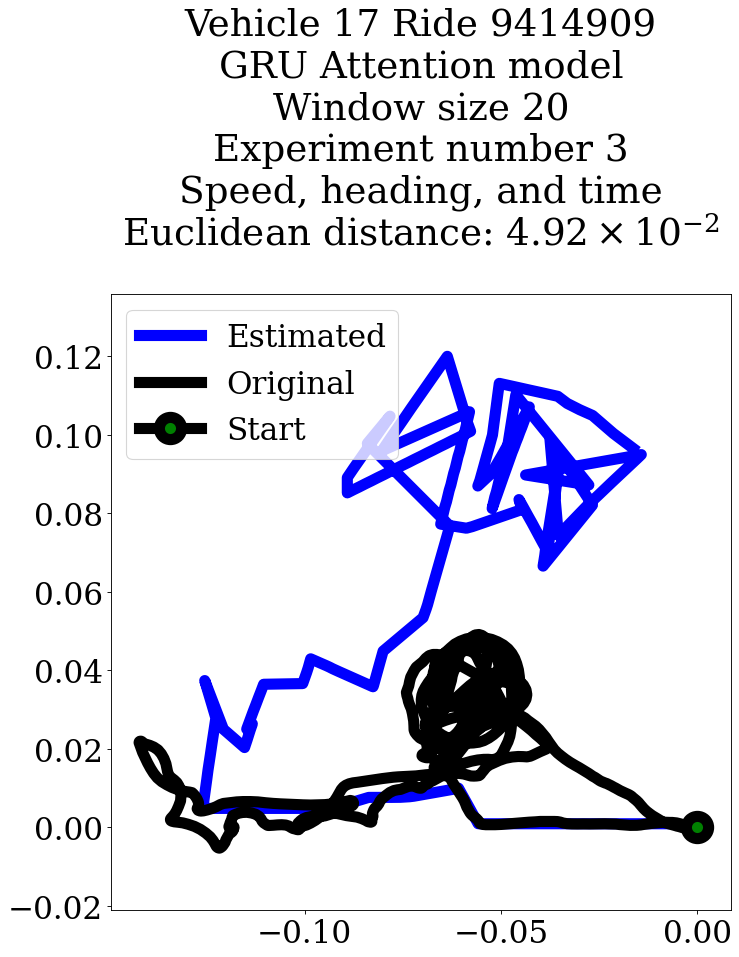 Vehicle 17 Ride 9414909
GRU Attention model
Window size 20
Experiment number 3
Speed, heading, and time
Euclidean distance: 4.92 × 10⁻²
Estimated
Original
Start
0.12
0.10
0.08
0.06
0.04
0.02
0.00
−0.02
−0.10
−0.05
0.00